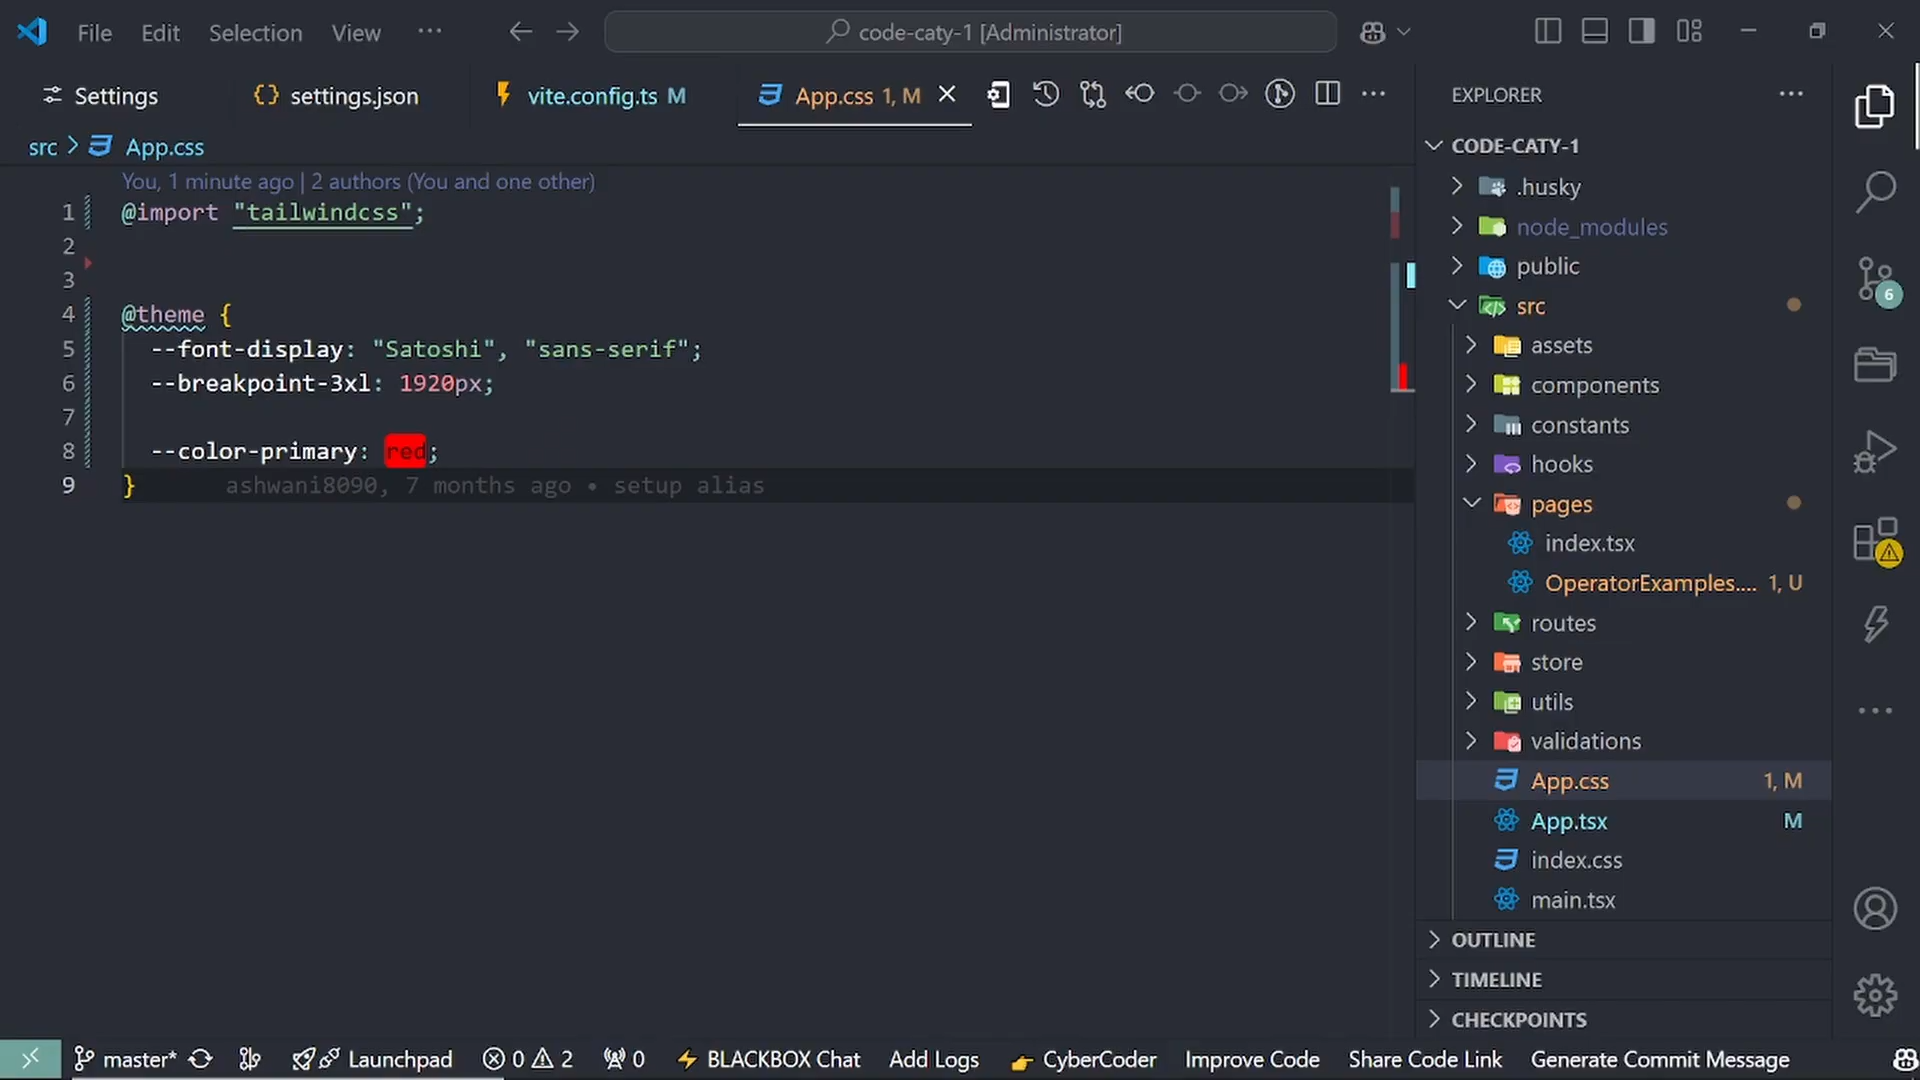 File Edit Selection View ··· code-caty-1 [Administrator]
Settings settings.json vite.config.ts M App.css 1, M
src > App.css
You, 1 minute ago | 2 authors (You and one other)
1 @import "tailwindcss";
2
3
4 @theme {
5 --font-display: "Satoshi", "sans-serif";
6 --breakpoint-3xl: 1920px;
7
8 --color-primary: red;
9 } ashwani8090, 7 months ago • setup alias
EXPLORER
CODE-CATY-1
.husky
node_modules
public
src
assets
components
constants
hooks
pages
index.tsx
OperatorExamples.... 1, U
routes
store
utils
validations
App.css 1, M
App.tsx M
index.css
main.tsx
OUTLINE
TIMELINE
CHECKPOINTS
6
master* Launchpad 0 2 0 BLACKBOX Chat Add Logs CyberCoder Improve Code Share Code Link Generate Commit Message